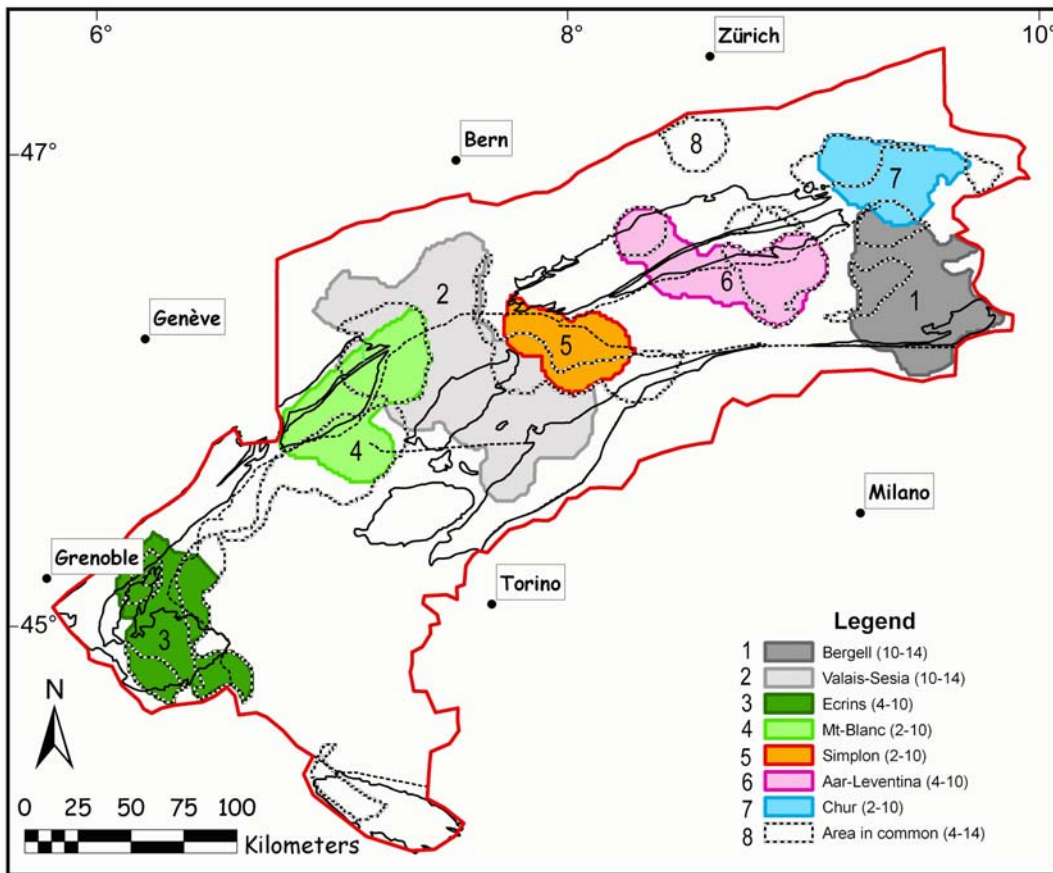 6°
8°
10°
Zürich
47°
Bern
8
7
2
6
1
Genève
5
4
Milano
Grenoble
Torino
45°
3
Legend
1 Bergell (10-14)
2 Valais-Sesia (10-14)
3 Ecrins (4-10)
4 Mt-Blanc (2-10)
5 Simplon (2-10)
6 Aar-Leventina (4-10)
7 Chur (2-10)
8 Area in common (4-14)
N
0 25 50 75 100
Kilometers